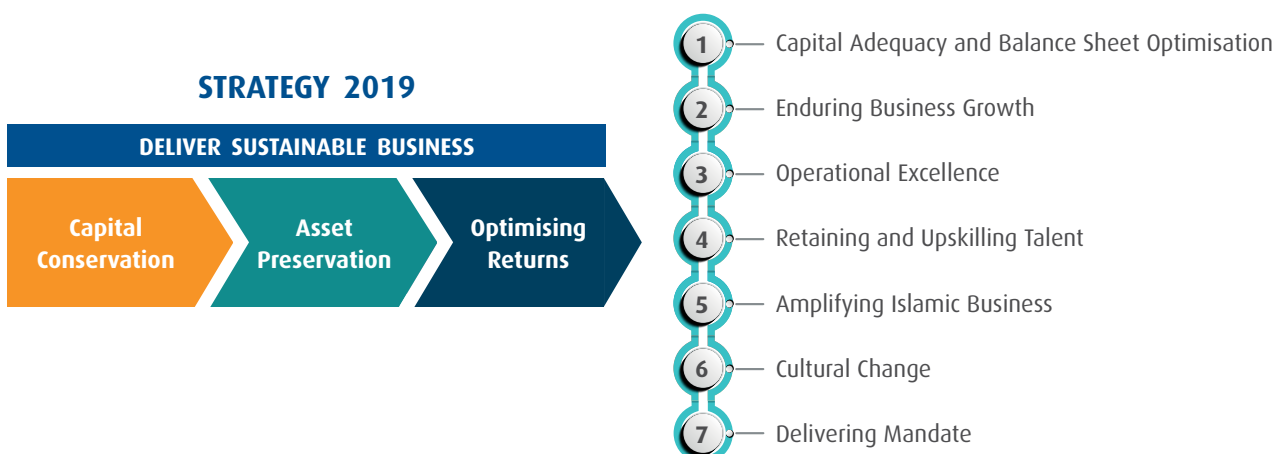 STRATEGY 2019
DELIVER SUSTAINABLE BUSINESS
Capital
Conservation
Asset
Preservation
Optimising
Returns
1 Capital Adequacy and Balance Sheet Optimisation
2 Enduring Business Growth
3 Operational Excellence
4 Retaining and Upskilling Talent
5 Amplifying Islamic Business
6 Cultural Change
7 Delivering Mandate